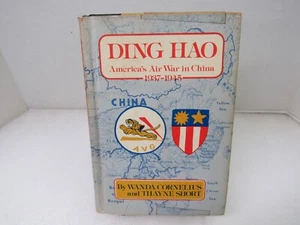 DING HAO
America's Air War in China
1937-1945
CHINA
AVG
By WANDA CORNELIUS
and THAYNE SHORT